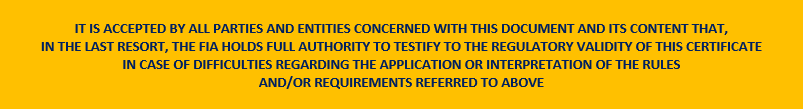 IT IS ACCEPTED BY ALL PARTIES AND ENTITIES CONCERNED WITH THIS DOCUMENT AND ITS CONTENT THAT,
IN THE LAST RESORT, THE FIA HOLDS FULL AUTHORITY TO TESTIFY TO THE REGULATORY VALIDITY OF THIS CERTIFICATE
IN CASE OF DIFFICULTIES REGARDING THE APPLICATION OR INTERPRETATION OF THE RULES
AND/OR REQUIREMENTS REFERRED TO ABOVE